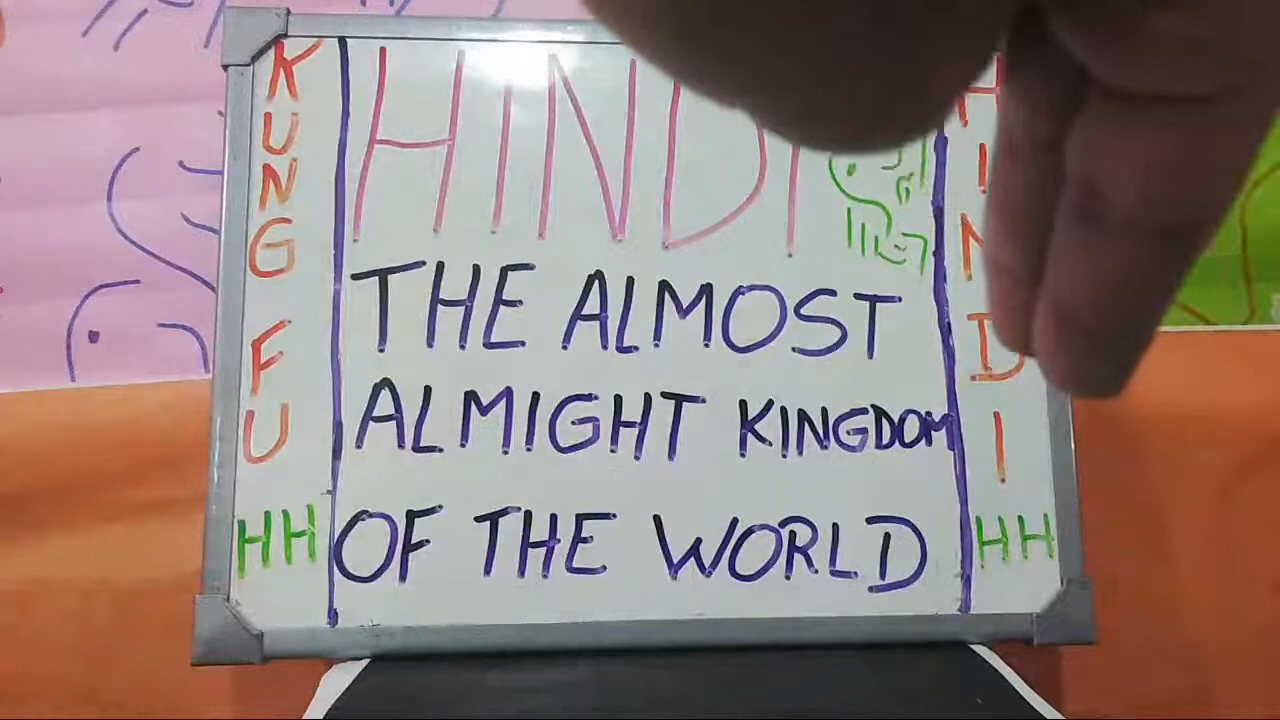 KUNG
FU
HH
HINDI
THE ALMOST
ALMIGHT KINGDOM
OF THE WORLD
HINDI
HH